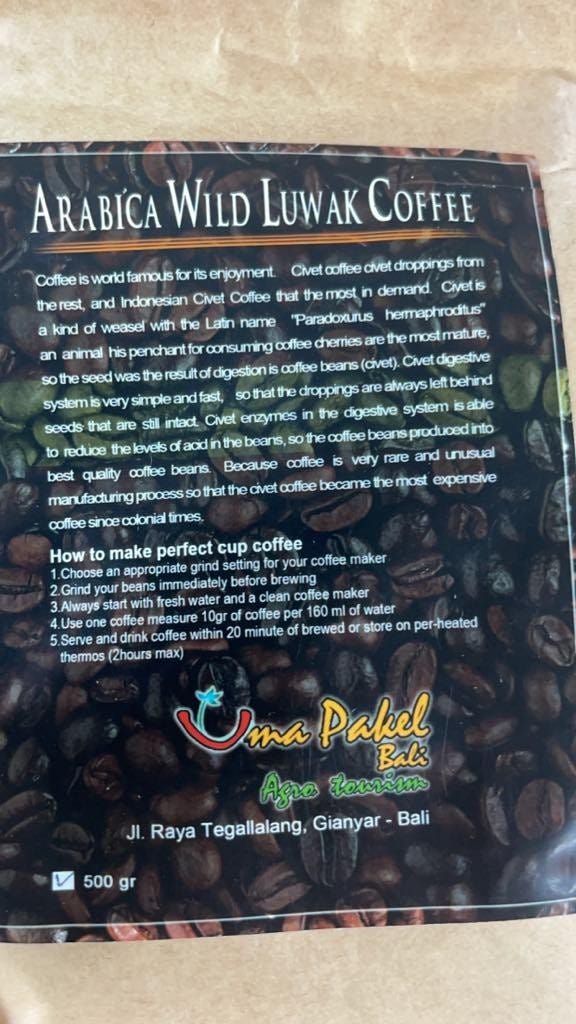 ARABICA WILD LUWAK COFFEE
Coffee is world famous for its enjoyment. Civet coffee civet droppings from
the rest, and Indonesian Civet Coffee that the most in demand. Civet is
a kind of weasel with the Latin name "Paradoxurus hermaphroditus"
an animal his penchant for consuming coffee cherries are the most mature,
so the seed was the result of digestion is coffee beans (civet). Civet digestive
system is very simple and fast, so that the droppings are always left behind
seeds that are still intact. Civet enzymes in the digestive system is able
to reduce the levels of acid in the beans, so the coffee beans produced into
best quality coffee beans. Because coffee is very rare and unusual
manufacturing process so that the civet coffee became the most expensive
coffee since colonial times.
How to make perfect cup coffee
1.Choose an appropriate grind setting for your coffee maker
2.Grind your beans immediately before brewing
3.Always start with fresh water and a clean coffee maker
4.Use one coffee measure 10gr of coffee per 160 ml of water
5.Serve and drink coffee within 20 minute of brewed or store on per-heated
thermos (2hours max)
Uma Pakel
Bali
Agro tourism
Jl. Raya Tegallalang, Gianyar - Bali
500 gr